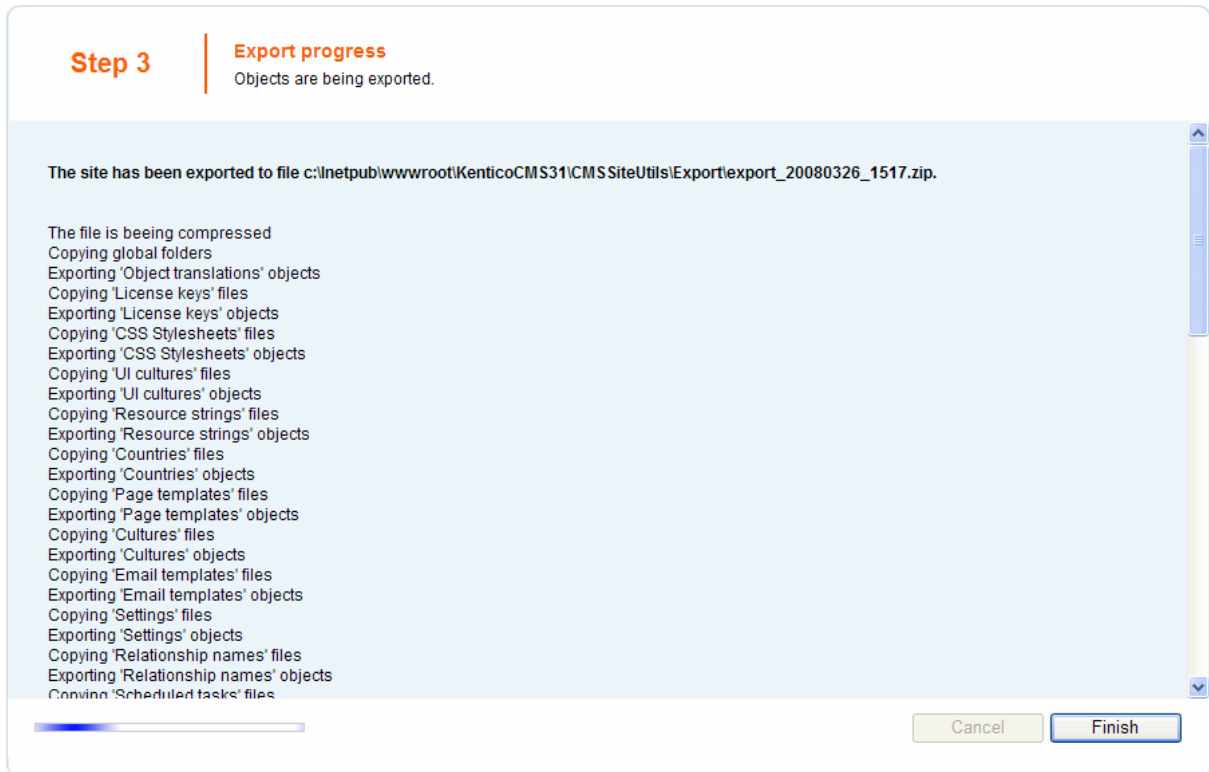 Step 3
Export progress
Objects are being exported.
The site has been exported to file c:\Inetpub\wwwroot\KenticoCMS31\CMSSiteUtils\Export\export_20080326_1517.zip.
The file is beeing compressed
Copying global folders
Exporting 'Object translations' objects
Copying 'License keys' files
Exporting 'License keys' objects
Copying 'CSS Stylesheets' files
Exporting 'CSS Stylesheets' objects
Copying 'UI cultures' files
Exporting 'UI cultures' objects
Copying 'Resource strings' files
Exporting 'Resource strings' objects
Copying 'Countries' files
Exporting 'Countries' objects
Copying 'Page templates' files
Exporting 'Page templates' objects
Copying 'Cultures' files
Exporting 'Cultures' objects
Copying 'Email templates' files
Exporting 'Email templates' objects
Copying 'Settings' files
Exporting 'Settings' objects
Copying 'Relationship names' files
Exporting 'Relationship names' objects
Copying 'Scheduled tasks' files
Cancel
Finish